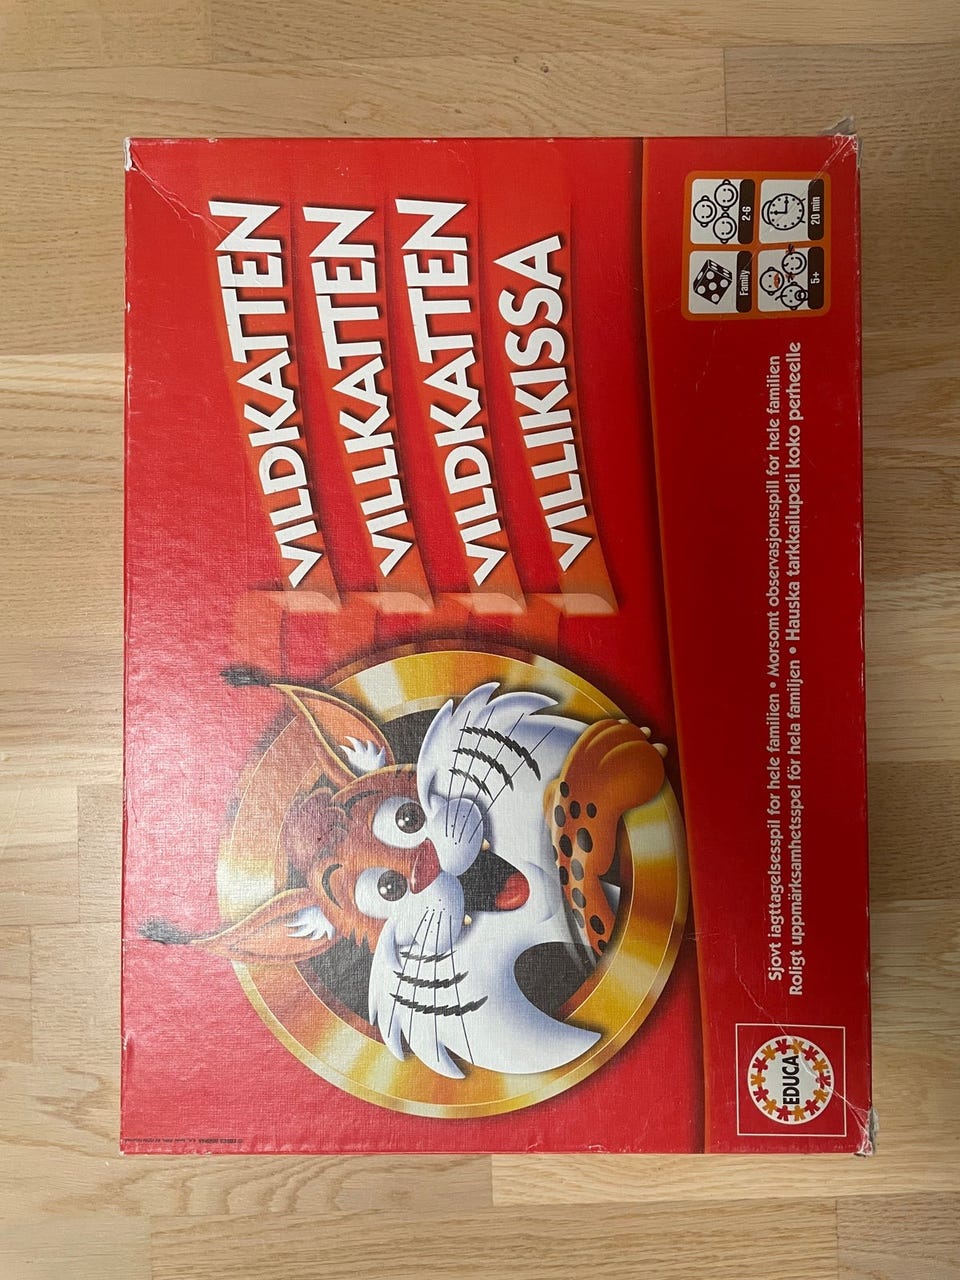 VILDKATTEN
VILLKATTEN
VILDKATTEN
VILLIKISSA
Family
2-6
5+
20 min
Sjovt iagttagelsesspil for hele familien • Morsomt observasjonsspill for hele familien
Roligt uppmärksamhetsspel för hela familjen • Hauska tarkkailupeli koko perheelle
EDUCA